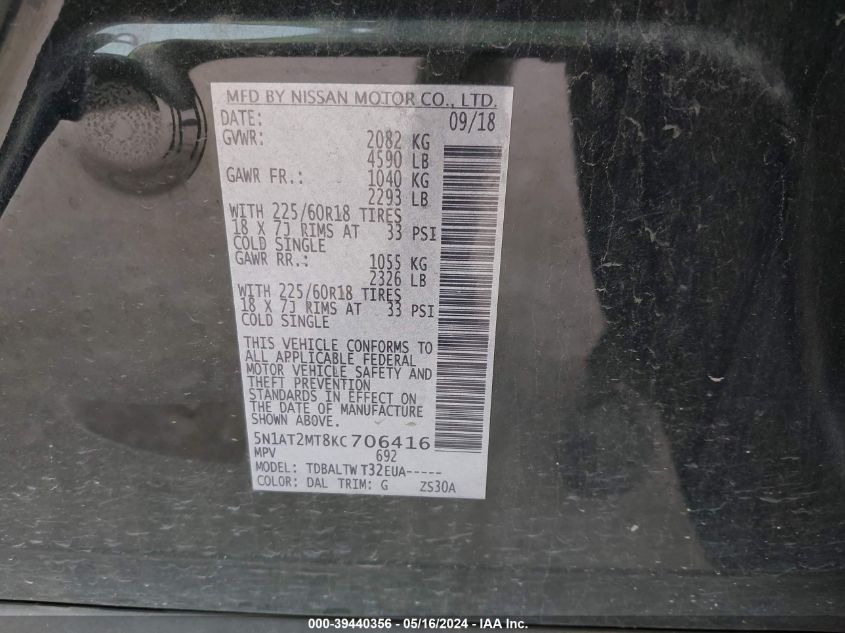 MFD BY NISSAN MOTOR CO., LTD.
DATE: 09/18
GVWR: 2082 KG
4590 LB
GAWR FR.: 1040 KG
2293 LB
WITH 225/60R18 TIRES
18 X 7J RIMS AT 33 PSI
COLD SINGLE
GAWR RR.: 1055 KG
2326 LB
WITH 225/60R18 TIRES
18 X 7J RIMS AT 33 PSI
COLD SINGLE
THIS VEHICLE CONFORMS TO
ALL APPLICABLE FEDERAL
MOTOR VEHICLE SAFETY AND
THEFT PREVENTION
STANDARDS IN EFFECT ON
THE DATE OF MANUFACTURE
SHOWN ABOVE.
5N1AT2MT8KC706416
MPV 692
MODEL: TDBALTW T32EUA-----
COLOR: DAL TRIM: G ZS30A
000-39440356 - 05/16/2024 - IAA Inc.